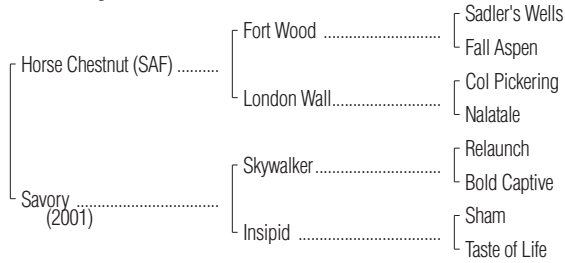 Sadler's Wells
Fort Wood ........................
Fall Aspen
Horse Chestnut (SAF) ..........
Col Pickering
London Wall......................
Nalatale
Relaunch
Skywalker.........................
Bold Captive
Savory .............................
(2001)
Sham
Insipid .............................
Taste of Life